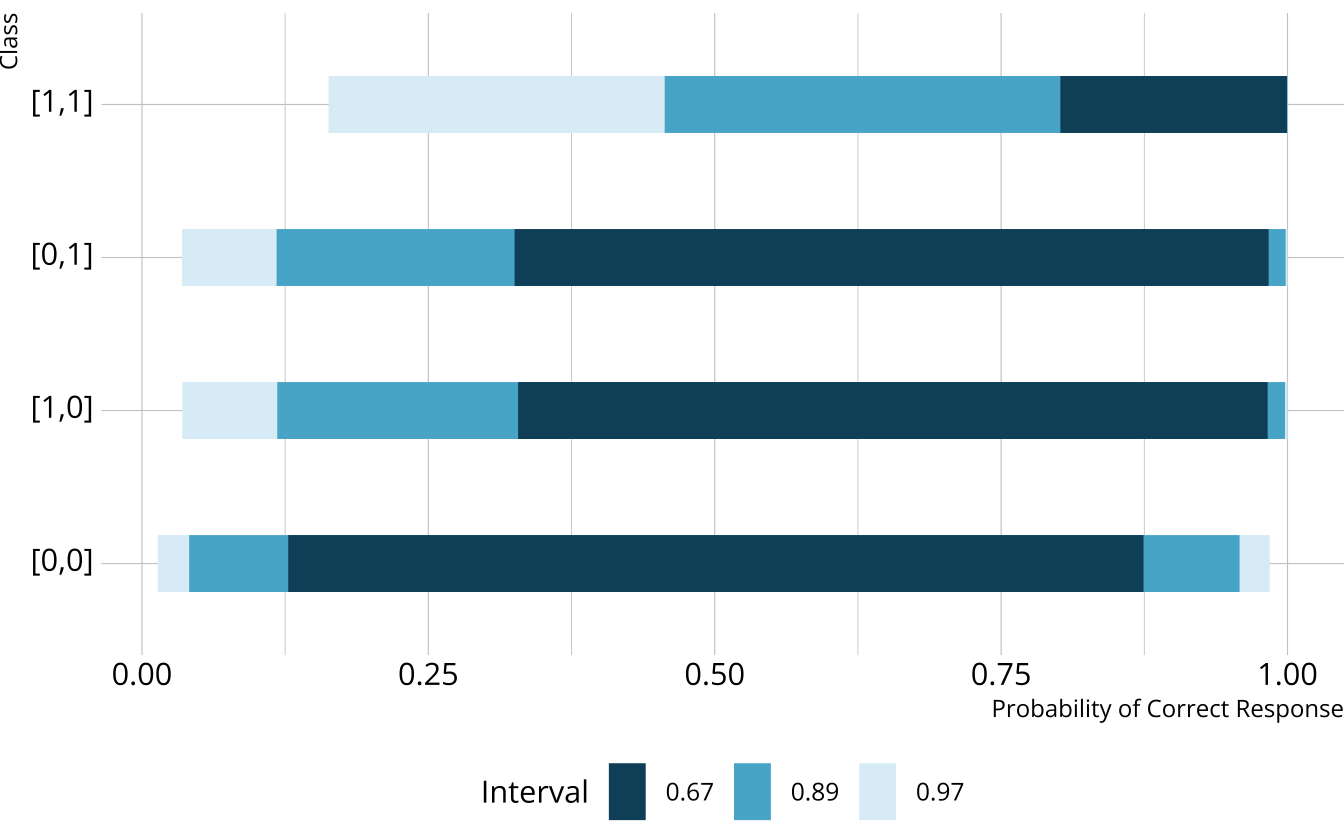 Class
[1,1]
[0,1]
[1,0]
[0,0]
0.00 0.25 0.50 0.75 1.00
Probability of Correct Response
Interval 0.67 0.89 0.97